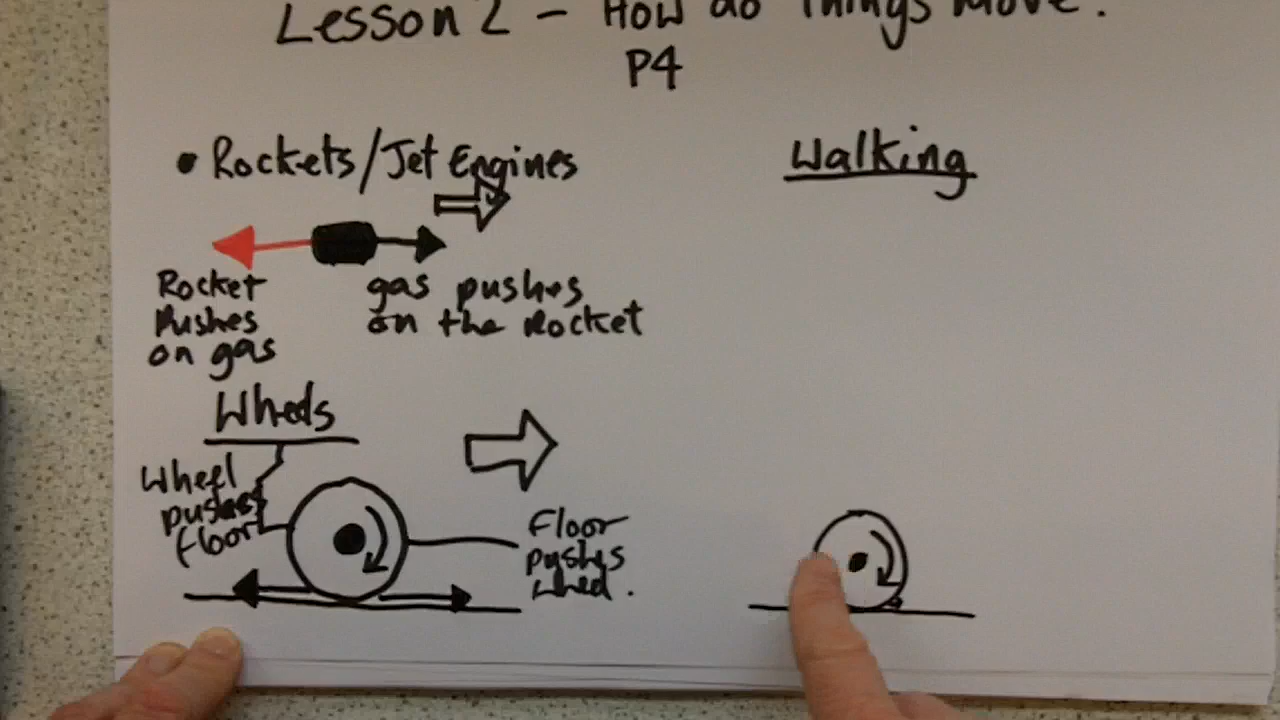 Lesson 2 - How do things move?
P4
• Rockets/Jet Engines
Rocket
Pushes
on gas
gas pushes
on the Rocket
Wheels
Wheel
pushes
floor
Floor
pushes
wheel.
Walking